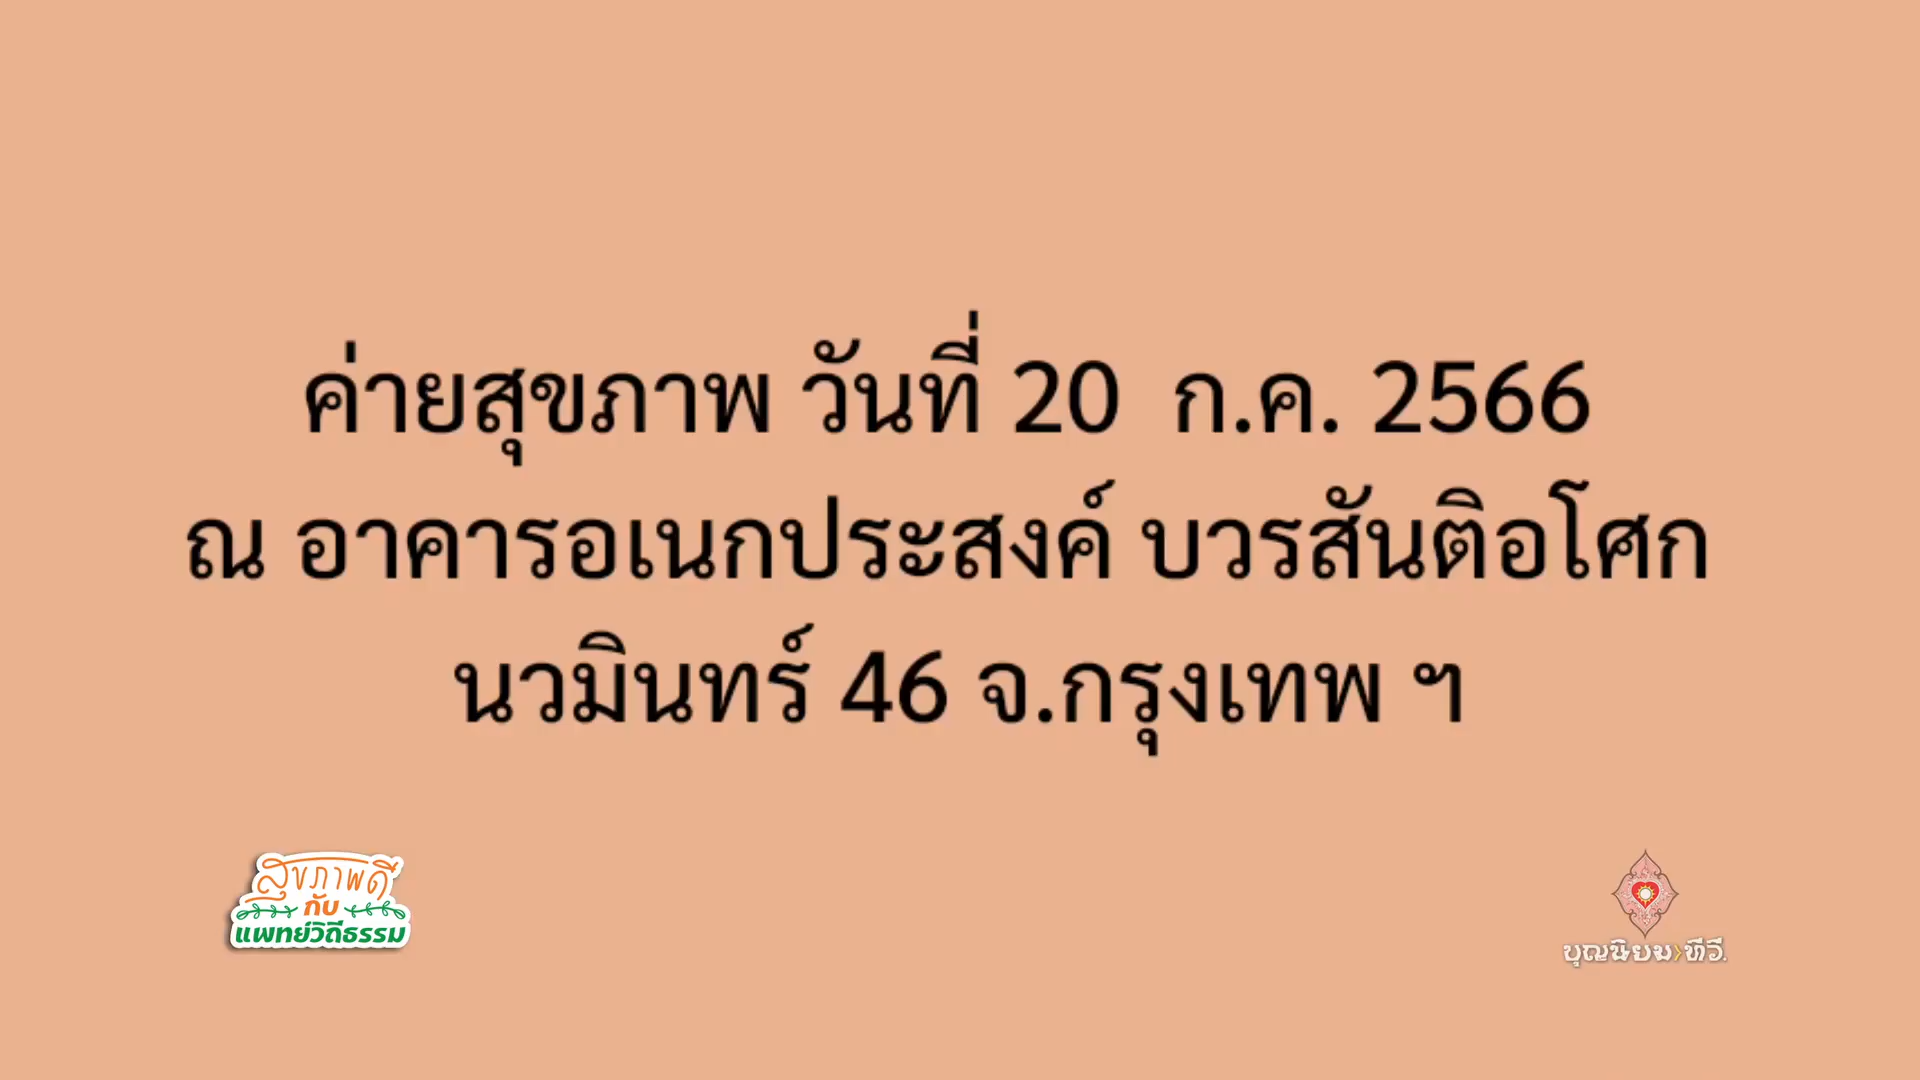 ค่ายสุขภาพ วันที่ 20 ก.ค. 2566
ณ อาคารอเนกประสงค์ บวรสันติอโศก
นวมินทร์ 46 จ.กรุงเทพ ฯ
สุขภาพดี
กับ
แพทย์วิถีธรรม
บุญนิยม ทีวี.